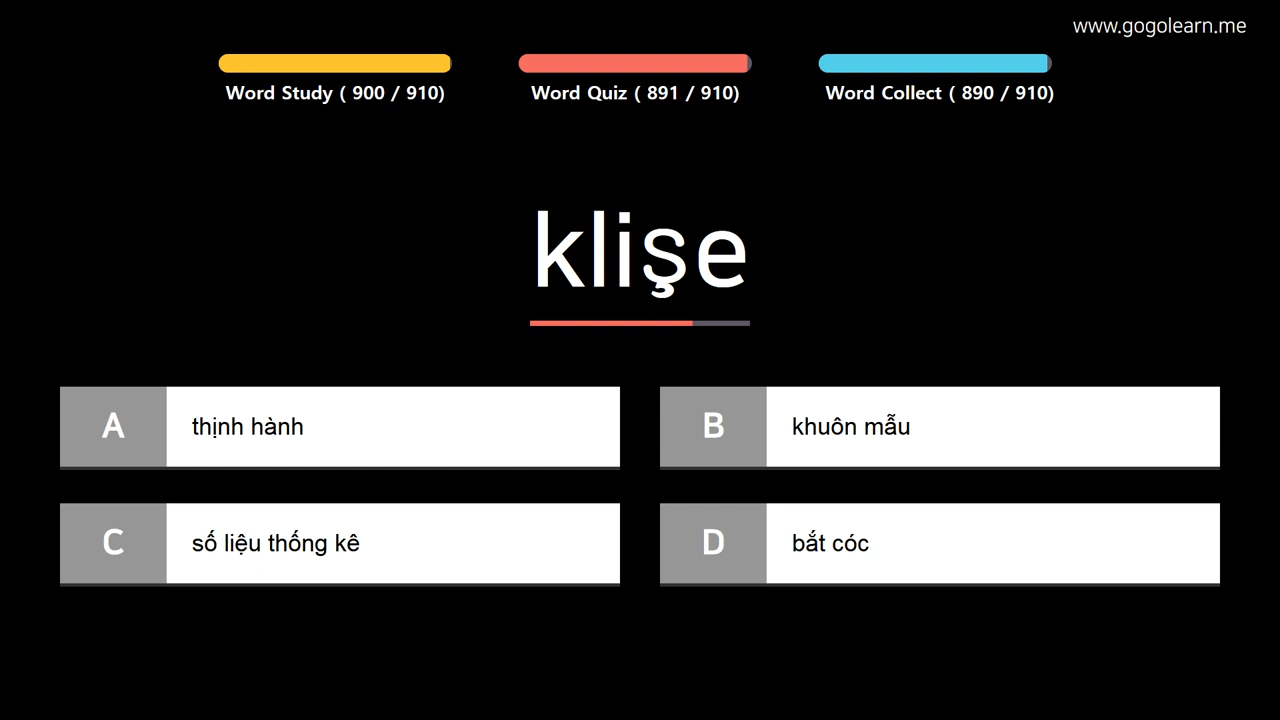 www.gogolearn.me
Word Study ( 900 / 910)
Word Quiz ( 891 / 910)
Word Collect ( 890 / 910)
klişe
A
thịnh hành
B
khuôn mẫu
C
số liệu thống kê
D
bắt cóc